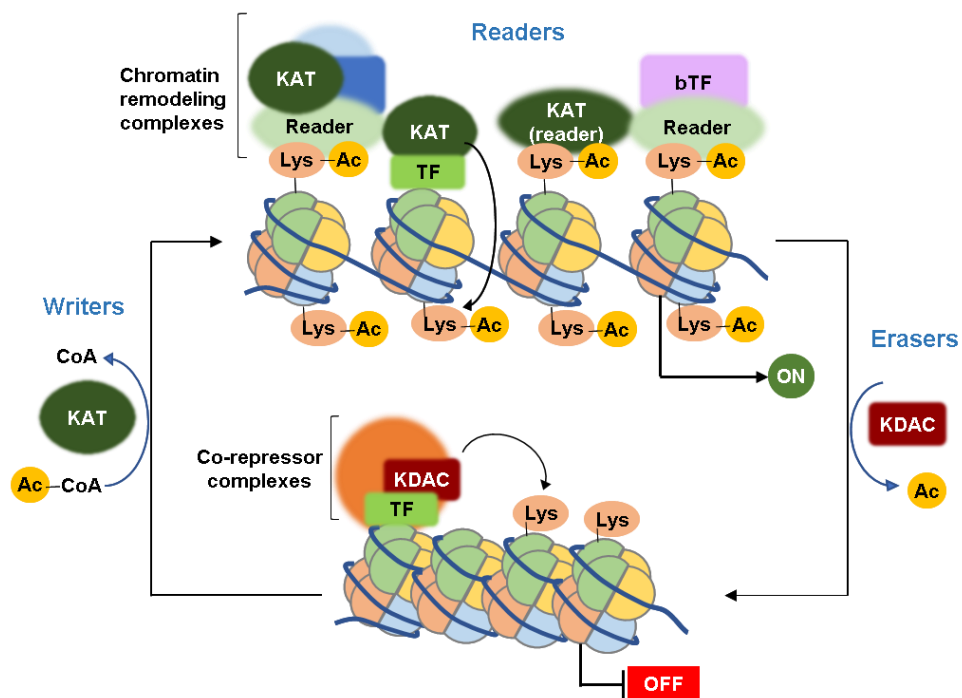 Readers
Chromatin
remodeling
complexes
KAT
Reader
Lys
Ac
KAT
TF
KAT
(reader)
Lys
Ac
bTF
Reader
Lys
Ac
Lys
Ac
Lys
Ac
Lys
Ac
Lys
Ac
ON
Writers
CoA
KAT
Ac
CoA
Erasers
KDAC
Ac
Co-repressor
complexes
KDAC
TF
Lys
Lys
OFF